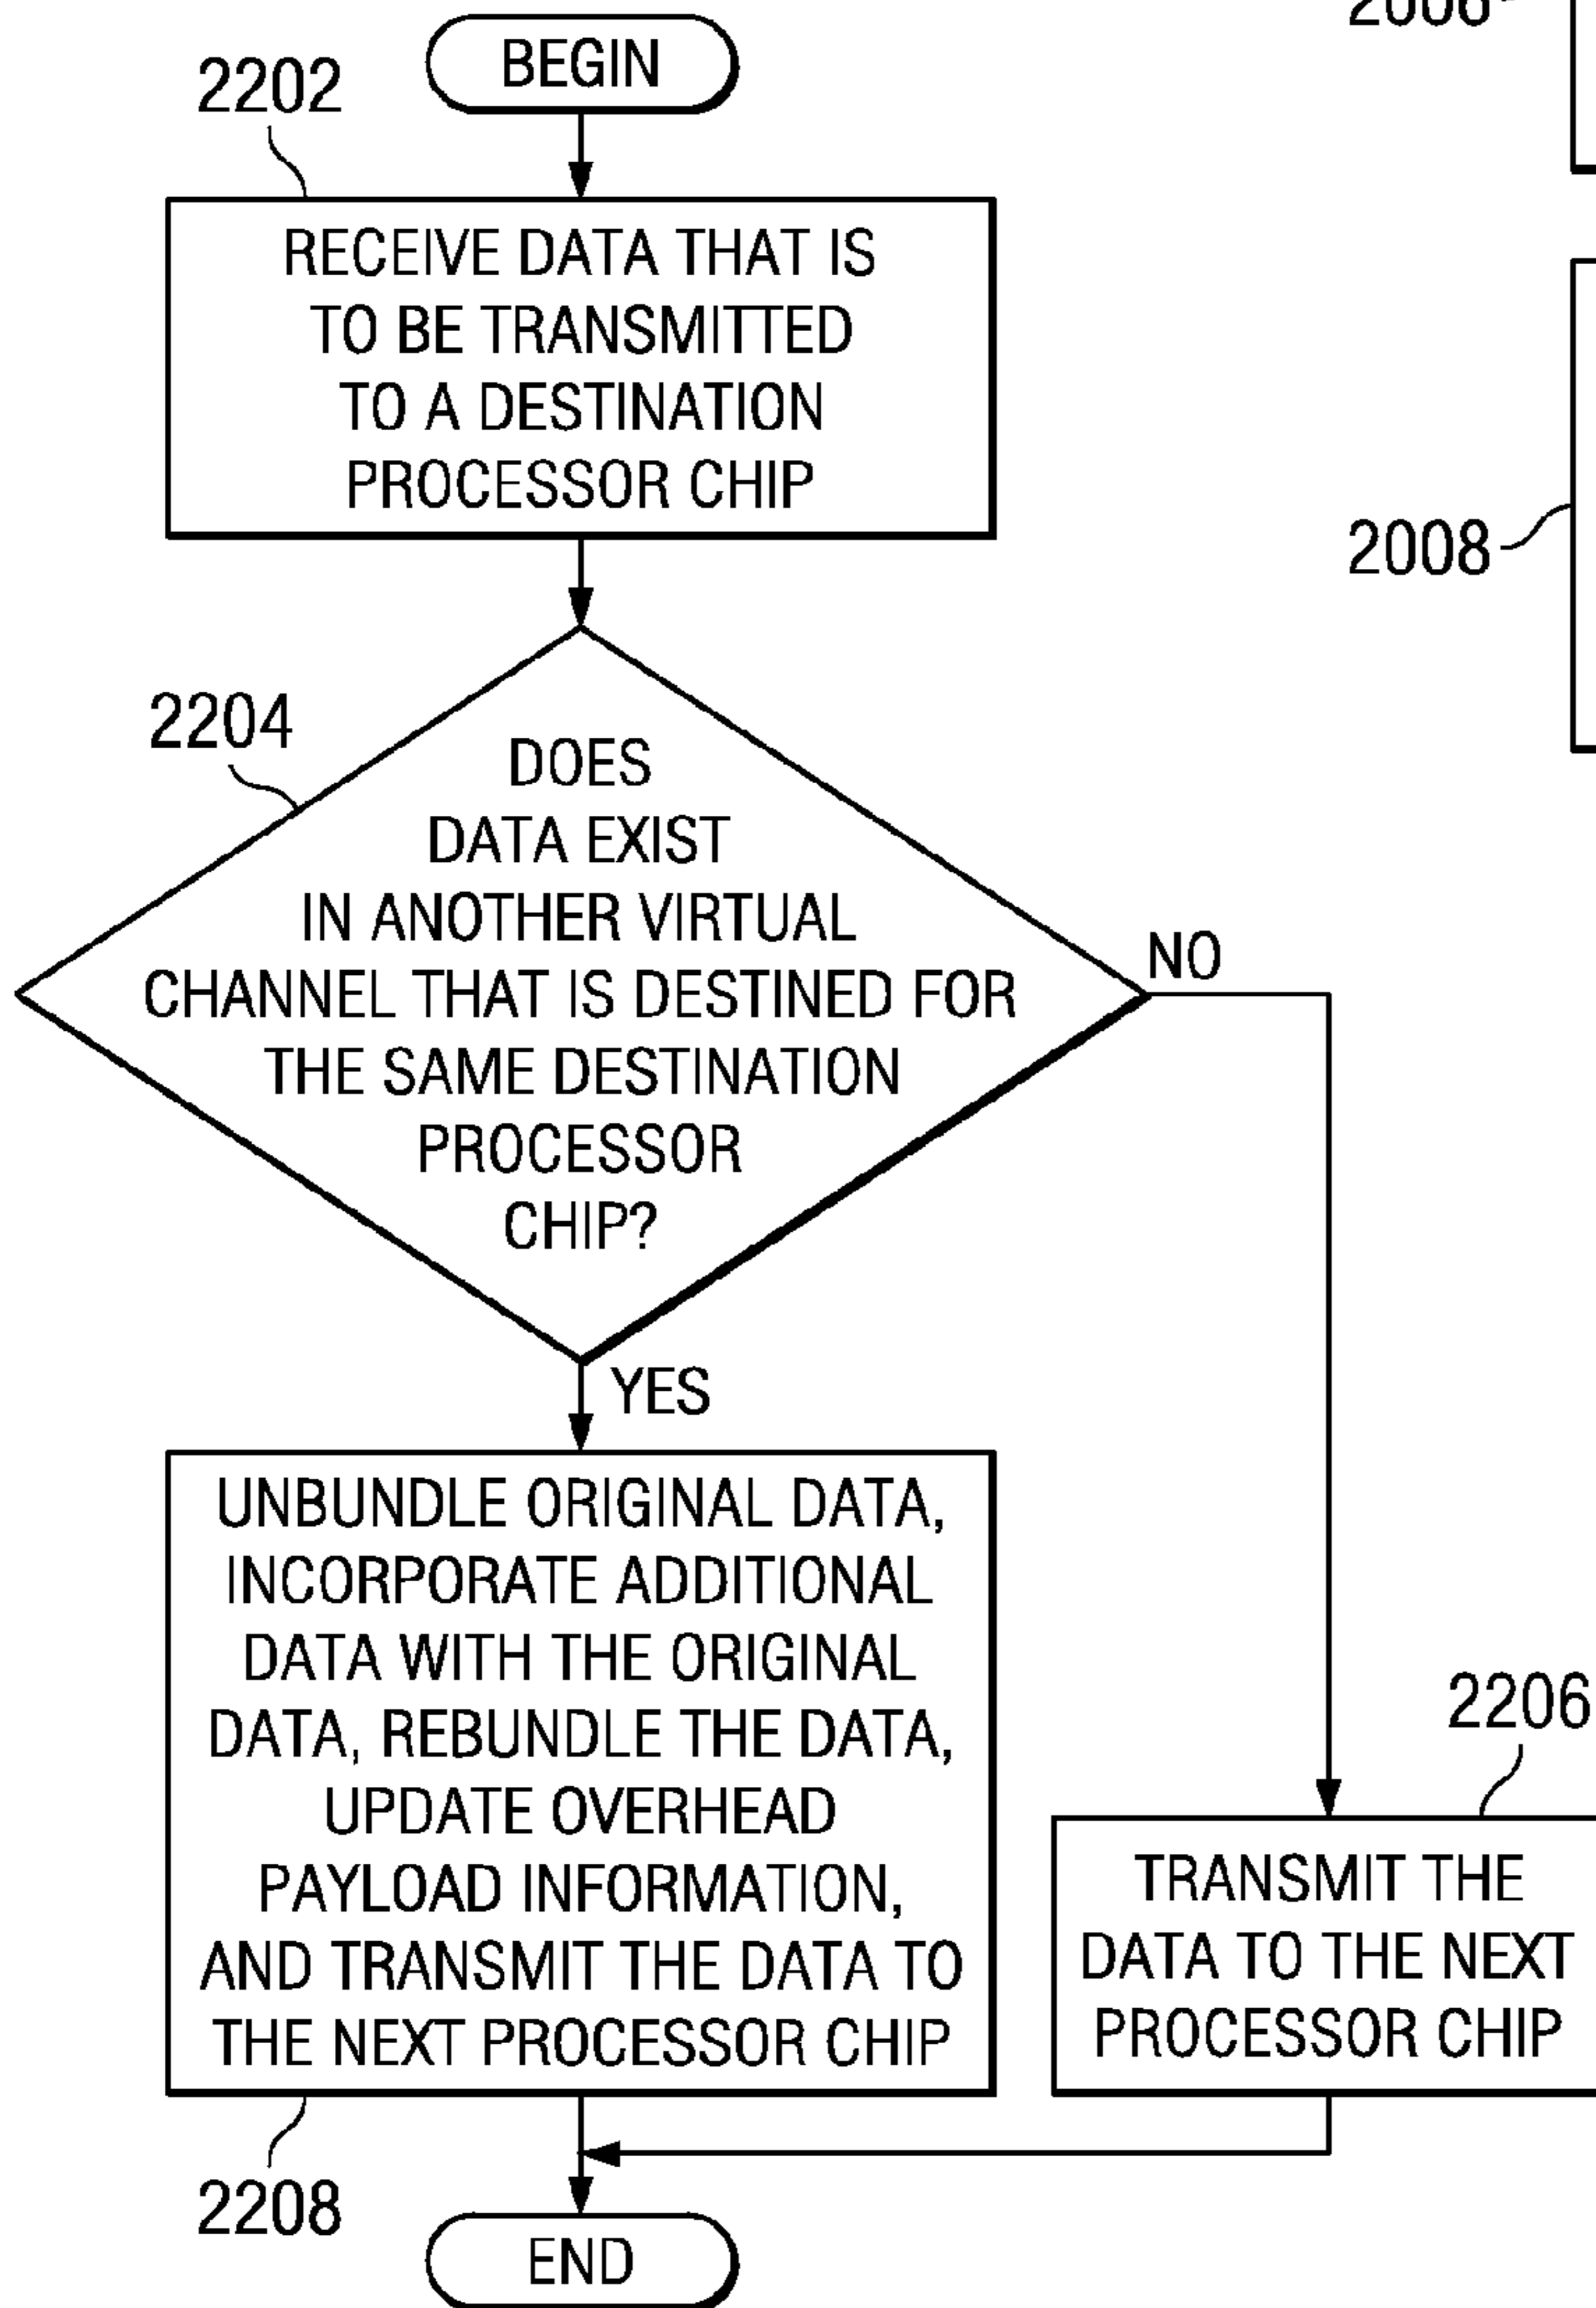 BEGIN
2202
RECEIVE DATA THAT IS
TO BE TRANSMITTED
TO A DESTINATION
PROCESSOR CHIP
2204
DOES
DATA EXIST
IN ANOTHER VIRTUAL
CHANNEL THAT IS DESTINED FOR
THE SAME DESTINATION
PROCESSOR
CHIP?
NO
YES
UNBUNDLE ORIGINAL DATA,
INCORPORATE ADDITIONAL
DATA WITH THE ORIGINAL
DATA, REBUNDLE THE DATA,
UPDATE OVERHEAD
PAYLOAD INFORMATION,
AND TRANSMIT THE DATA TO
THE NEXT PROCESSOR CHIP
2208
2206
TRANSMIT THE
DATA TO THE NEXT
PROCESSOR CHIP
END
2008